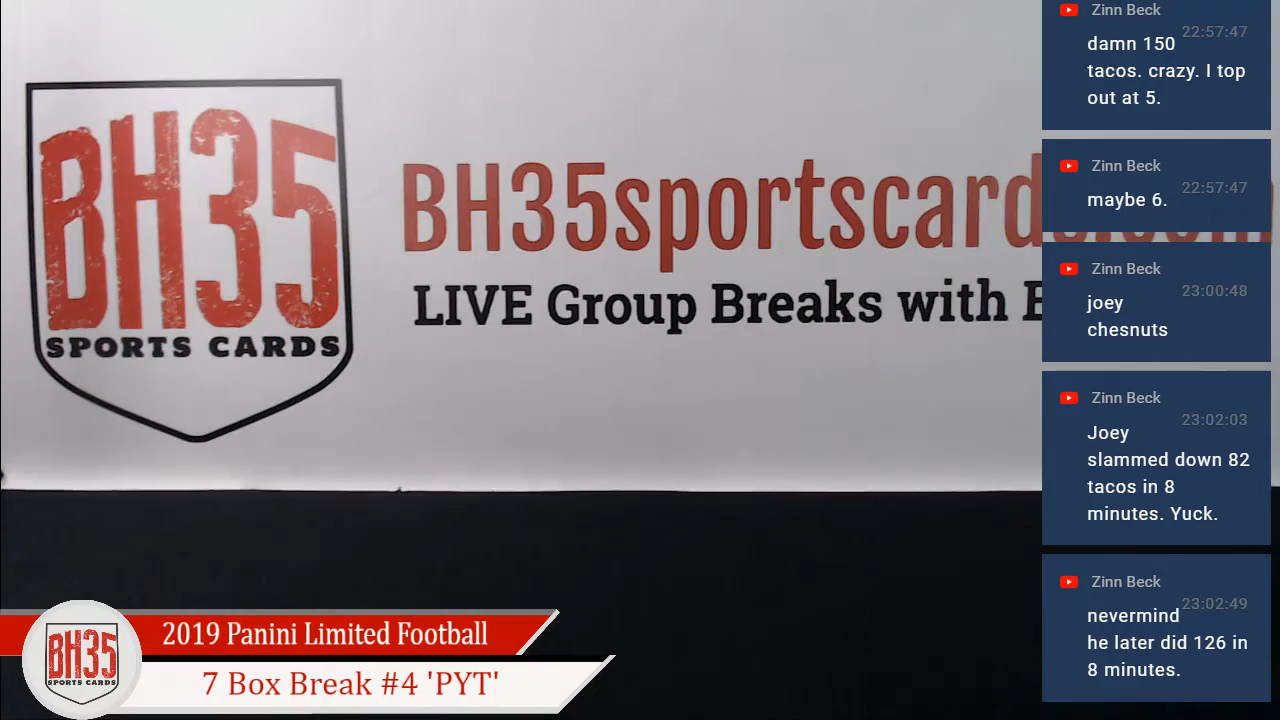 BH35
SPORTS CARDS
BH35sportscards.com
LIVE Group Breaks with
Zinn Beck
22:57:47
damn 150
tacos. crazy. I top
out at 5.
Zinn Beck
22:57:47
maybe 6.
Zinn Beck
23:00:48
joey
chesnuts
Zinn Beck
23:02:03
Joey
slammed down 82
tacos in 8
minutes. Yuck.
Zinn Beck
23:02:49
nevermind
he later did 126 in
8 minutes.
2019 Panini Limited Football
7 Box Break #4 'PYT'
BH35
SPORTS CARDS